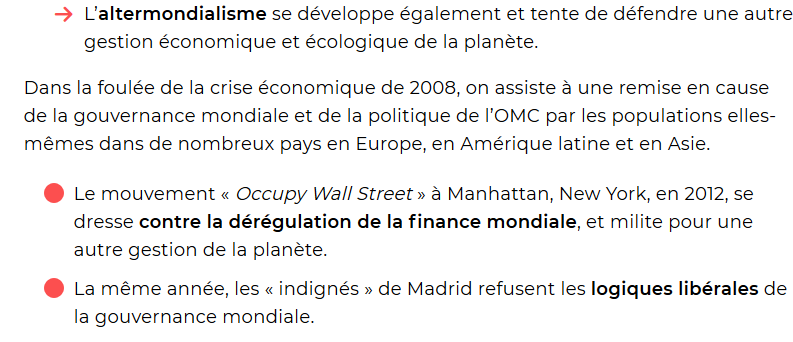 → L'altermondialisme se développe également et tente de défendre une autre
gestion économique et écologique de la planète.
Dans la foulée de la crise économique de 2008, on assiste à une remise en cause
de la gouvernance mondiale et de la politique de l'OMC par les populations elles-
mêmes dans de nombreux pays en Europe, en Amérique latine et en Asie.
Le mouvement « Occupy Wall Street » à Manhattan, New York, en 2012, se
dresse contre la dérégulation de la finance mondiale, et milite pour une
autre gestion de la planète.
La même année, les « indignés » de Madrid refusent les logiques libérales de
la gouvernance mondiale.